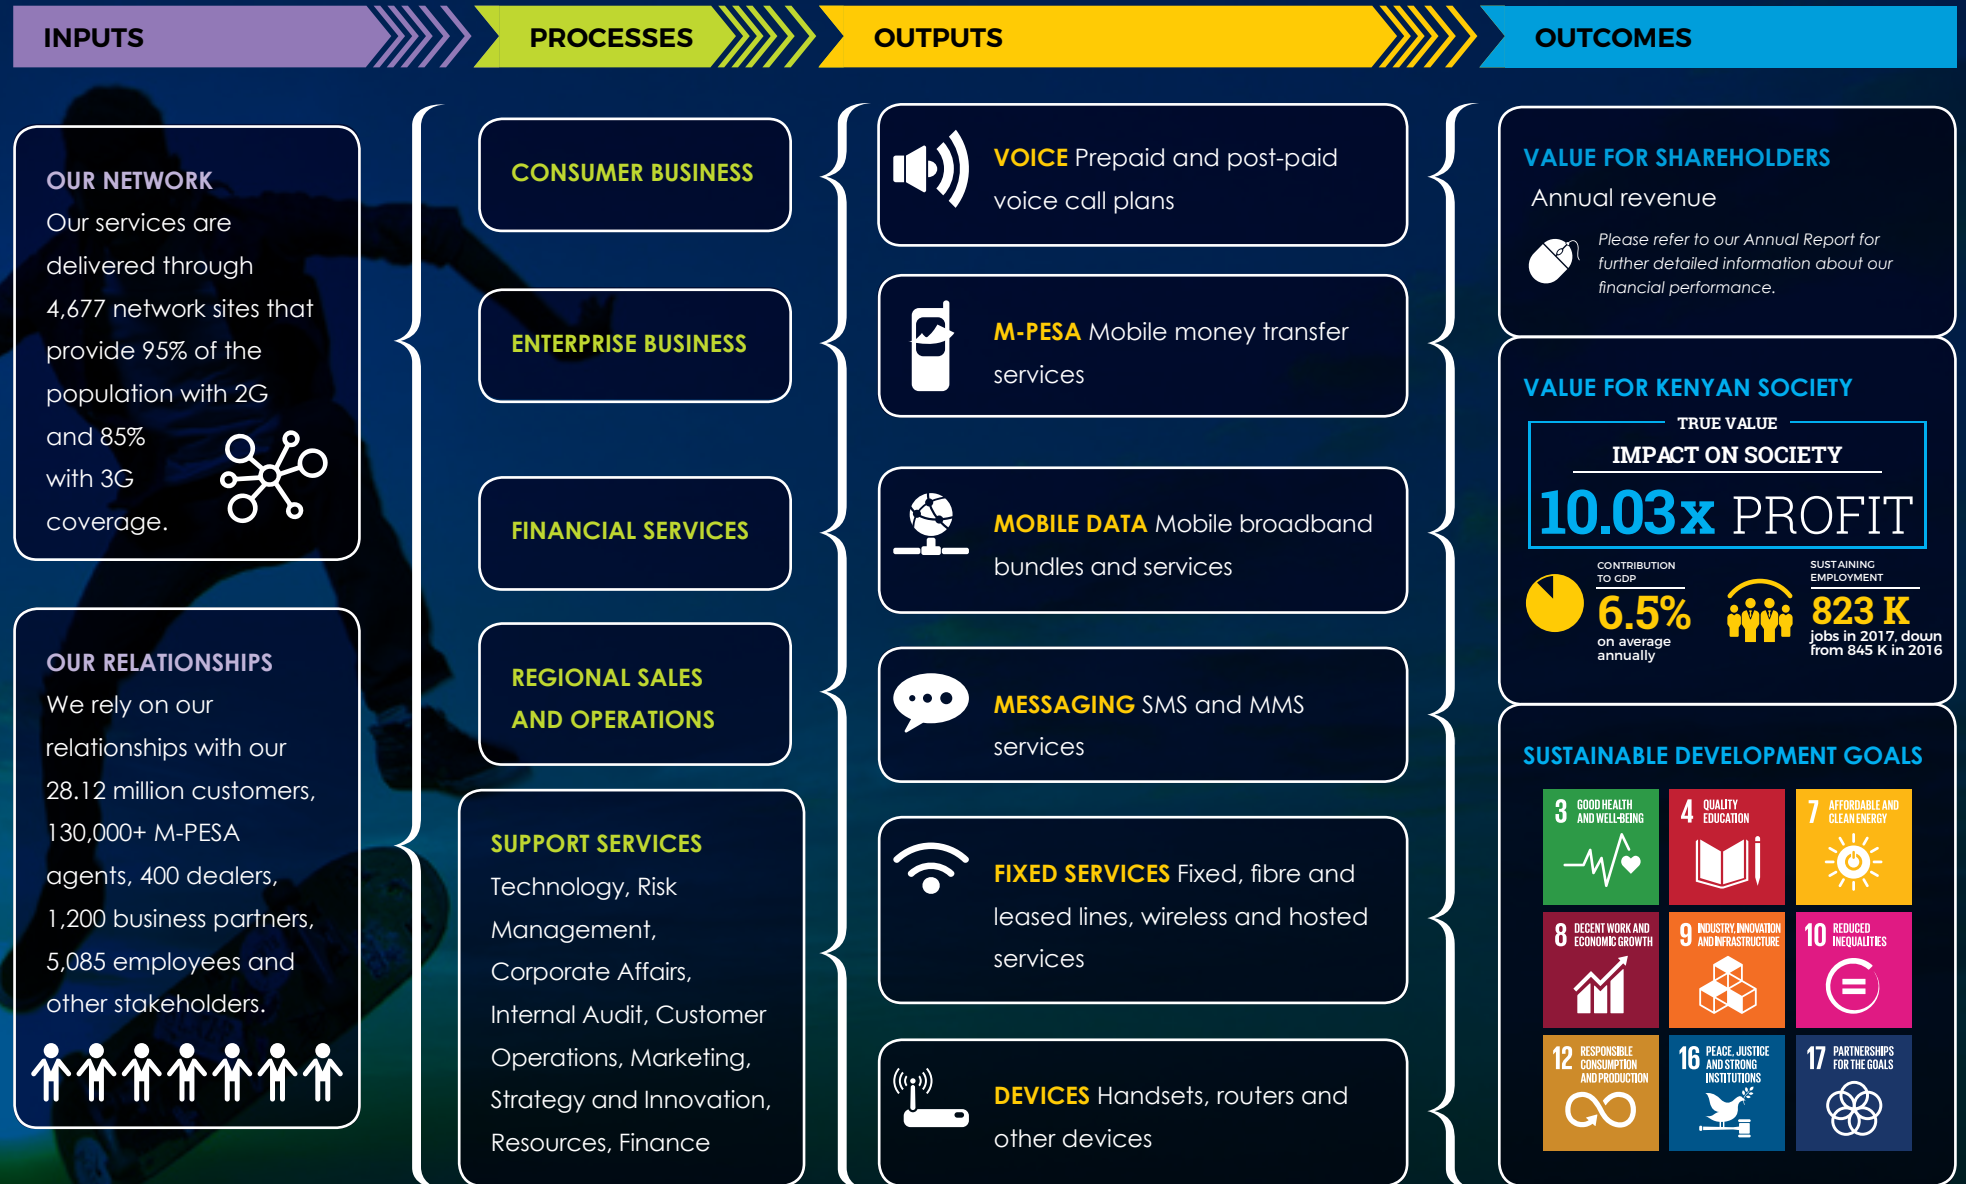 INPUTS
PROCESSES
OUTPUTS
OUTCOMES
OUR NETWORK
Our services are
delivered through
4,677 network sites that
provide 95% of the
population with 2G
and 85%
with 3G
coverage.
OUR RELATIONSHIPS
We rely on our
relationships with our
28.12 million customers,
130,000+ M-PESA
agents, 400 dealers,
1,200 business partners,
5,085 employees and
other stakeholders.
CONSUMER BUSINESS
ENTERPRISE BUSINESS
FINANCIAL SERVICES
REGIONAL SALES
AND OPERATIONS
SUPPORT SERVICES
Technology, Risk
Management,
Corporate Affairs,
Internal Audit, Customer
Operations, Marketing,
Strategy and Innovation,
Resources, Finance
VOICE Prepaid and post-paid
voice call plans
M-PESA Mobile money transfer
services
MOBILE DATA Mobile broadband
bundles and services
MESSAGING SMS and MMS
services
FIXED SERVICES Fixed, fibre and
leased lines, wireless and hosted
services
DEVICES Handsets, routers and
other devices
VALUE FOR SHAREHOLDERS
Annual revenue
Please refer to our Annual Report for
further detailed information about our
financial performance.
VALUE FOR KENYAN SOCIETY
TRUE VALUE
IMPACT ON SOCIETY
10.03x PROFIT
CONTRIBUTION
TO GDP
6.5%
on average
annually
SUSTAINING
EMPLOYMENT
823 K
jobs in 2017, down
from 845 K in 2016
SUSTAINABLE DEVELOPMENT GOALS
3 GOOD HEALTH
AND WELL-BEING
4 QUALITY
EDUCATION
7 AFFORDABLE AND
CLEAN ENERGY
8 DECENT WORK AND
ECONOMIC GROWTH
9 INDUSTRY, INNOVATION
AND INFRASTRUCTURE
10 REDUCED
INEQUALITIES
12 RESPONSIBLE
CONSUMPTION
AND PRODUCTION
16 PEACE, JUSTICE
AND STRONG
INSTITUTIONS
17 PARTNERSHIPS
FOR THE GOALS